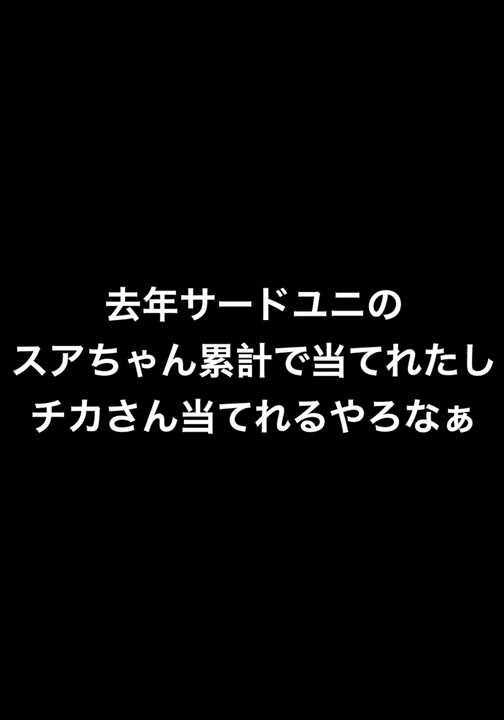 去年サードユニの
スアちゃん累計で当てれたし
チカさん当てれるやろなぁ